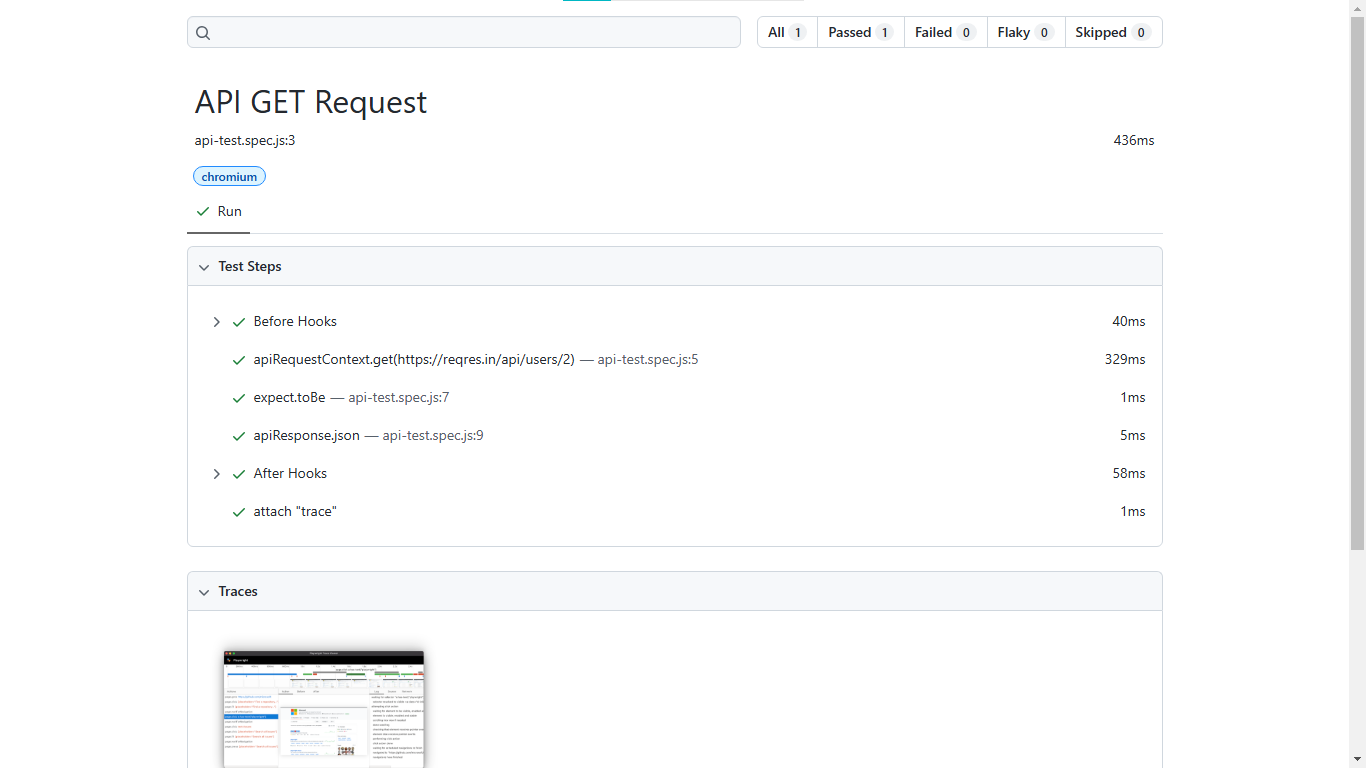 All 1 Passed 1 Failed 0 Flaky 0 Skipped 0
API GET Request
api-test.spec.js:3 436ms
chromium
Run
Test Steps
Before Hooks 40ms
apiRequestContext.get(https://reqres.in/api/users/2) — api-test.spec.js:5 329ms
expect.toBe — api-test.spec.js:7 1ms
apiResponse.json — api-test.spec.js:9 5ms
After Hooks 58ms
attach "trace" 1ms
Traces